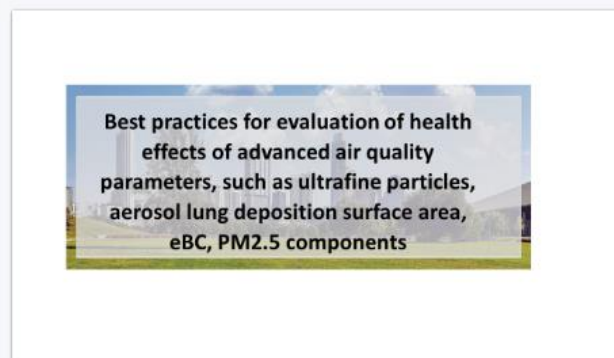 Best practices for evaluation of health
effects of advanced air quality
parameters, such as ultrafine particles,
aerosol lung deposition surface area,
eBC, PM2.5 components